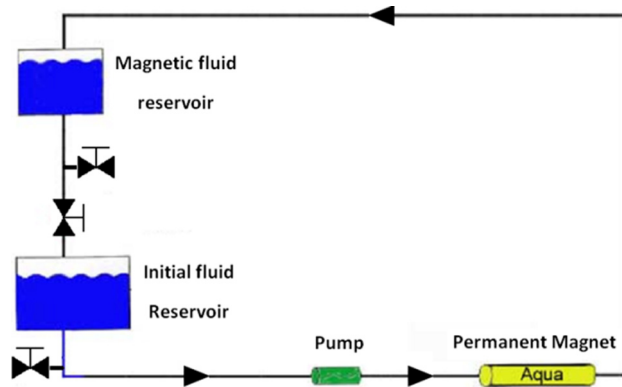 Magnetic fluid
reservoir
Initial fluid
Reservoir
Pump
Permanent Magnet
Aqua